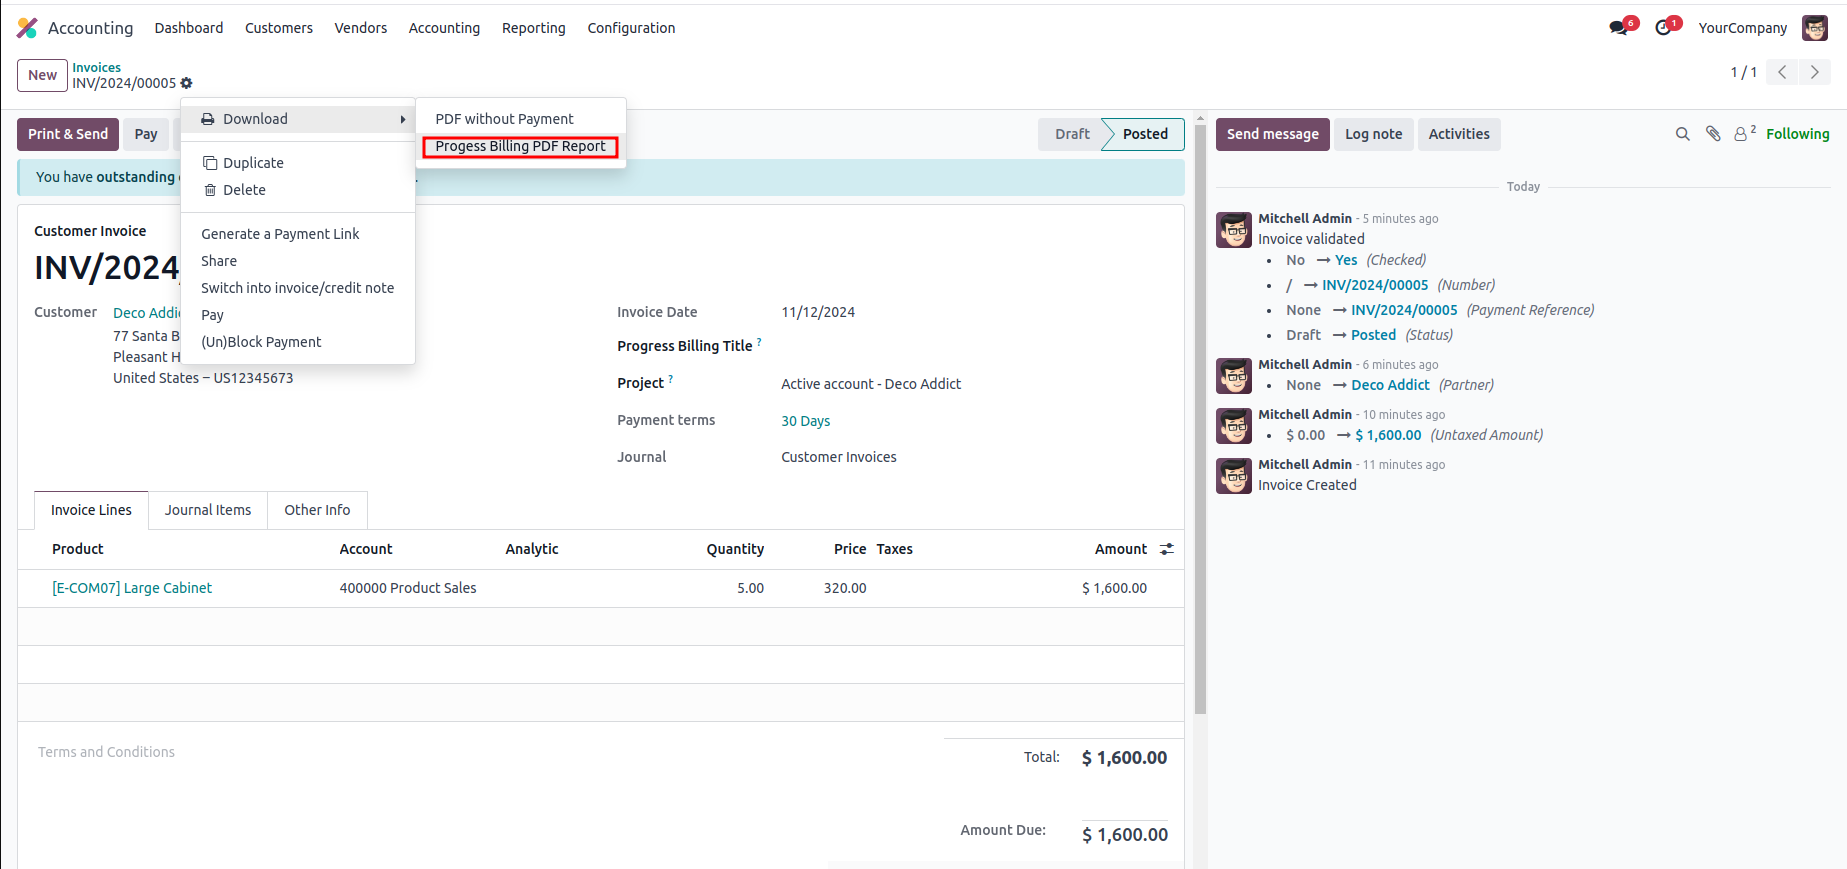 Accounting Dashboard Customers Vendors Accounting Reporting Configuration 6 1 YourCompany
New Invoices
INV/2024/00005
1 / 1
Download
PDF without Payment
Progess Billing PDF Report
Duplicate
Delete
Generate a Payment Link
Share
Switch into invoice/credit note
Pay
(Un)Block Payment
Print & Send Pay
Draft Posted
You have outstanding
Customer Invoice
INV/2024
Customer
Deco Addi
77 Santa B
Pleasant H
United States – US12345673
Invoice Date 11/12/2024
Progress Billing Title ?
Project ? Active account - Deco Addict
Payment terms 30 Days
Journal Customer Invoices
Invoice Lines Journal Items Other Info
Product Account Analytic Quantity Price Taxes Amount
[E-COM07] Large Cabinet 400000 Product Sales 5.00 320.00 $ 1,600.00
Terms and Conditions
Total: $ 1,600.00
Amount Due: $ 1,600.00
Send message Log note Activities 2 Following
Today
Mitchell Admin - 5 minutes ago
Invoice validated
• No → Yes (Checked)
• / → INV/2024/00005 (Number)
• None → INV/2024/00005 (Payment Reference)
• Draft → Posted (Status)
Mitchell Admin - 6 minutes ago
• None → Deco Addict (Partner)
Mitchell Admin - 10 minutes ago
• $ 0.00 → $ 1,600.00 (Untaxed Amount)
Mitchell Admin - 11 minutes ago
Invoice Created